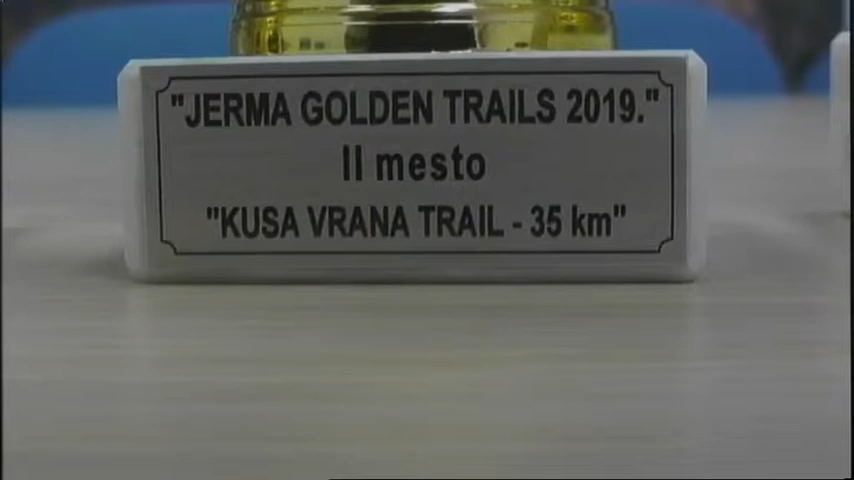 "JERMA GOLDEN TRAILS 2019."
II mesto
"KUSA VRANA TRAIL - 35 km"